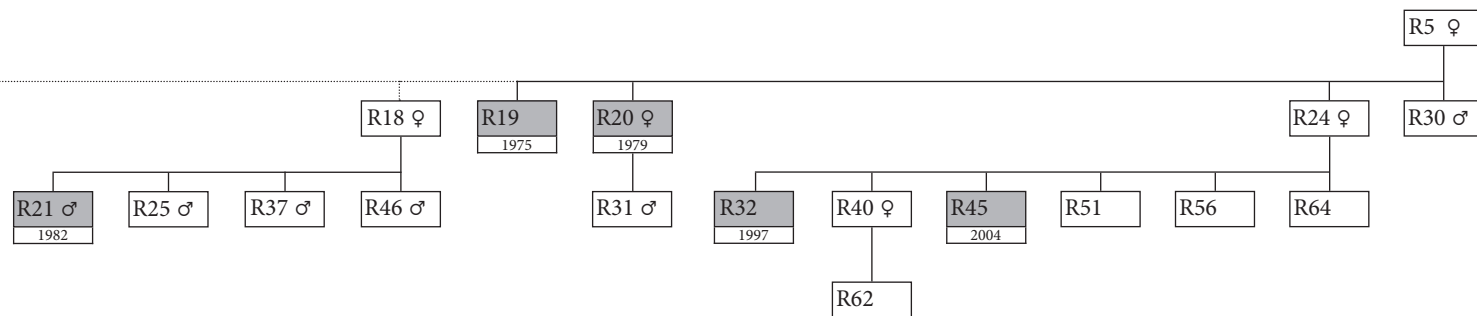 R5 ♀
R18 ♀
R19
R20 ♀
R24 ♀
R30 ♂
1975
1979
R21 ♂
R25 ♂
R37 ♂
R46 ♂
R31 ♂
R32
R40 ♀
R45
R51
R56
R64
1982
1997
2004
R62